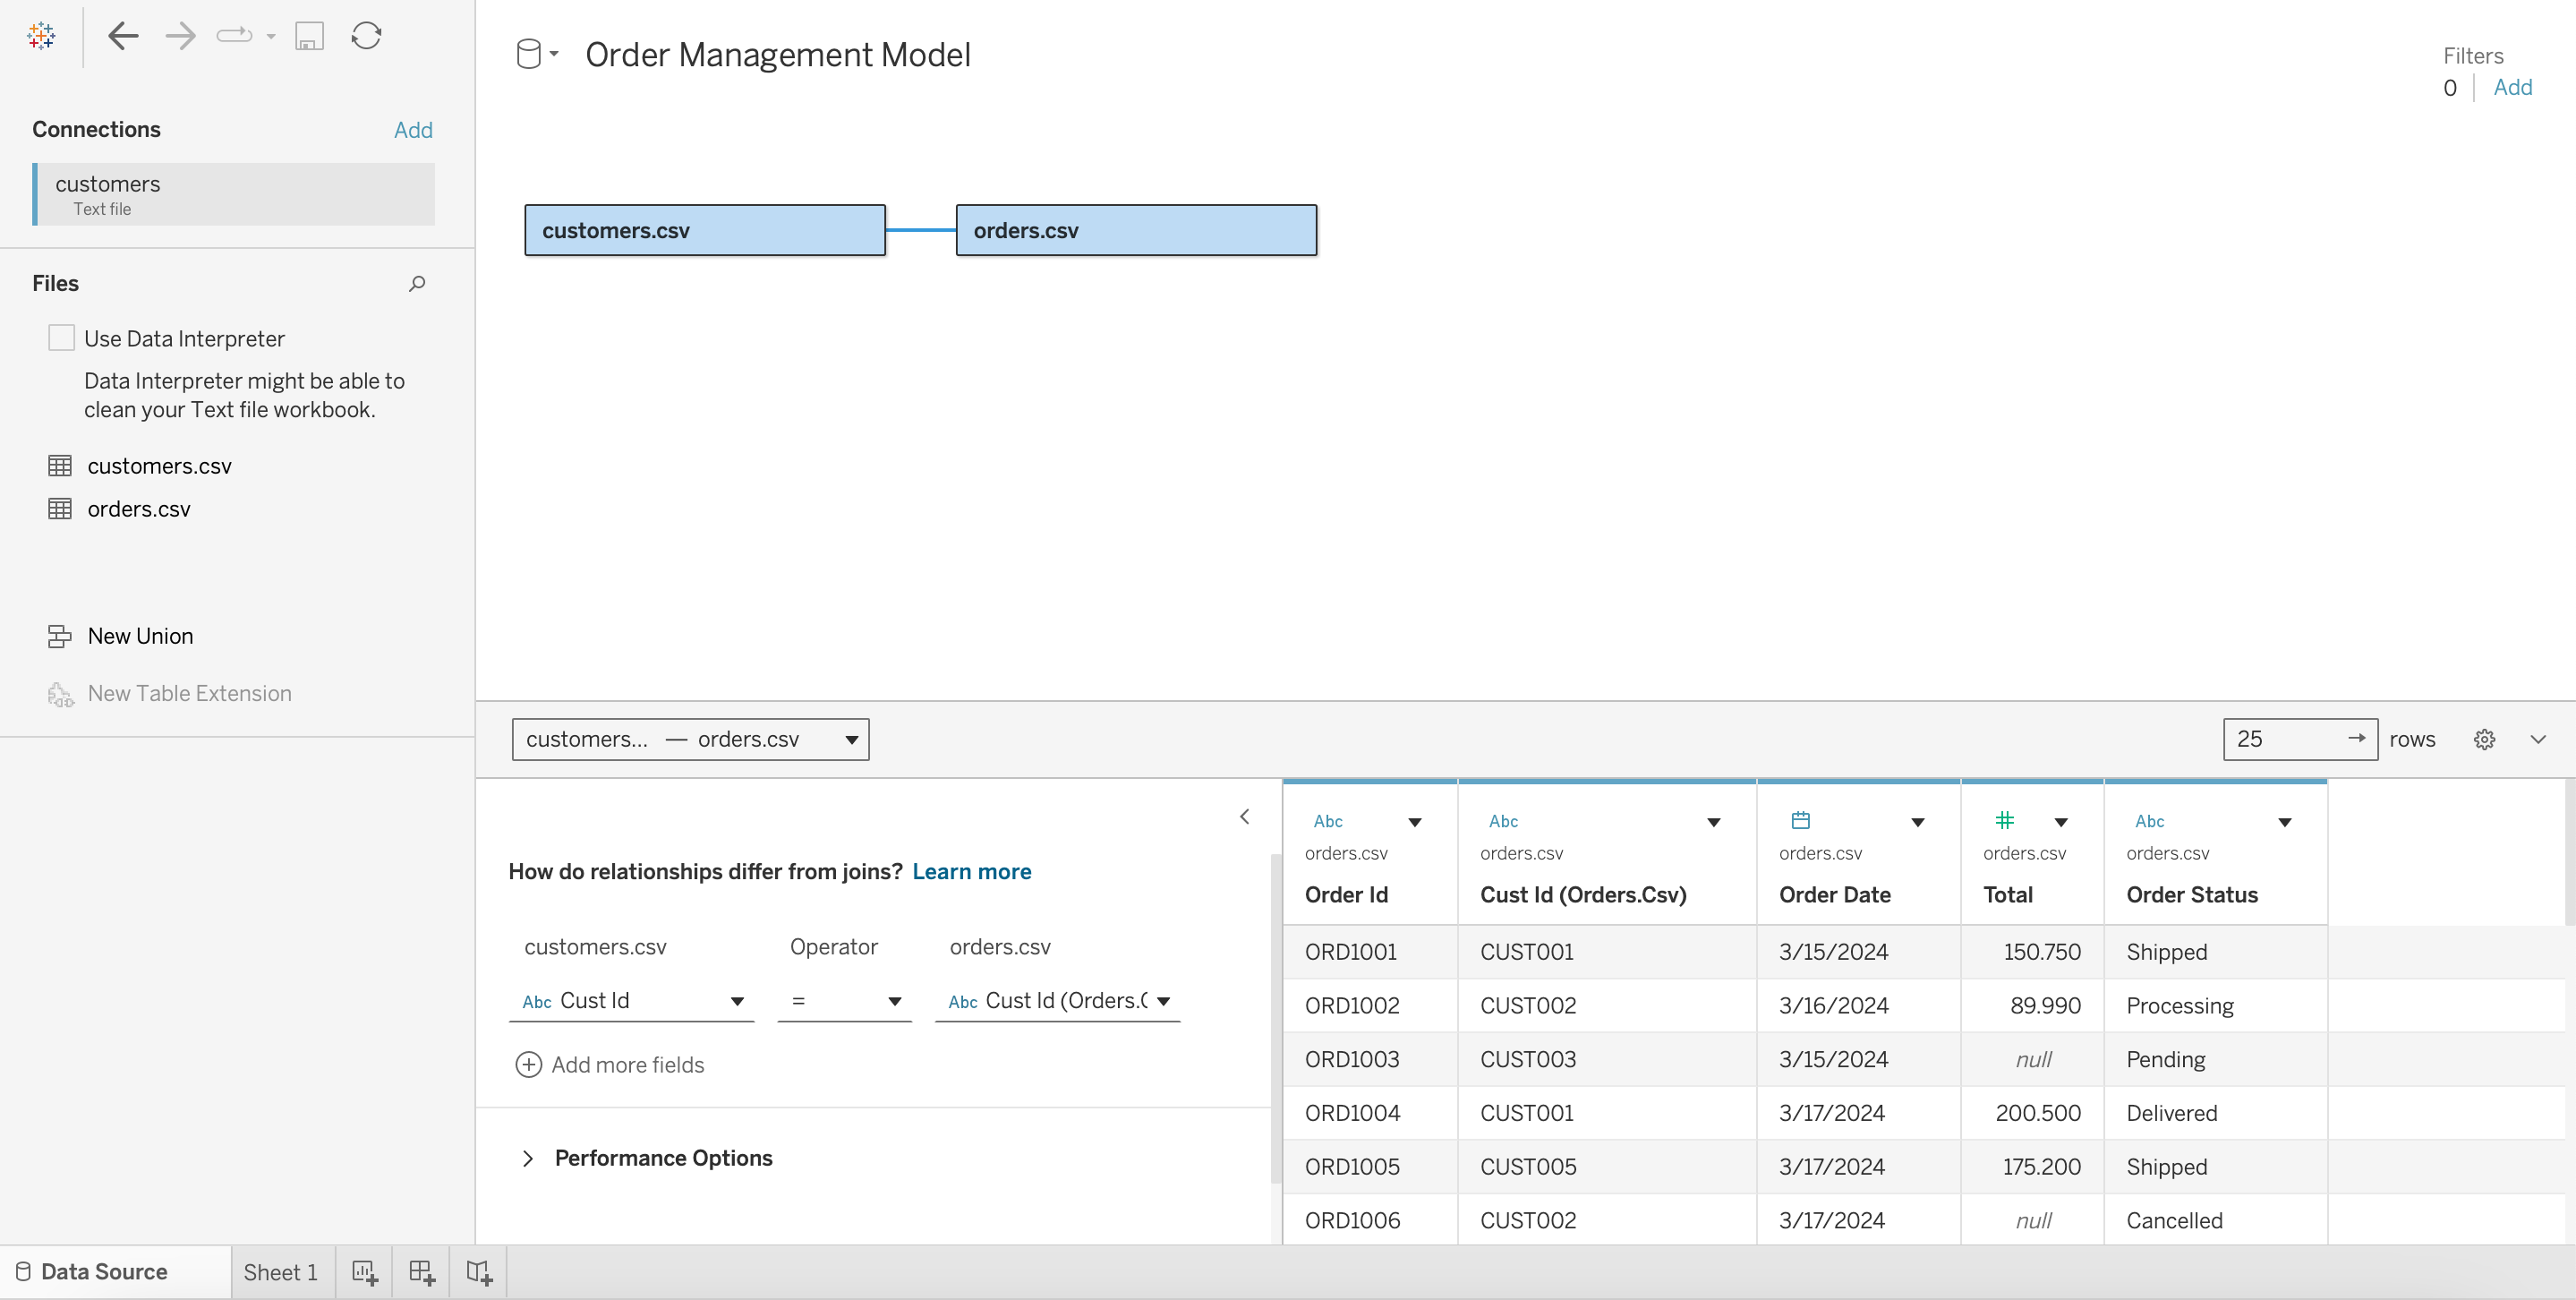 Order Management Model
Filters
0 Add
Connections Add
customers
Text file
customers.csv orders.csv
Files
Use Data Interpreter
Data Interpreter might be able to
clean your Text file workbook.
customers.csv
orders.csv
New Union
New Table Extension
customers... — orders.csv
25 rows
How do relationships differ from joins? Learn more
customers.csv Operator orders.csv
Abc Cust Id = Abc Cust Id (Orders.C
Add more fields
Performance Options
Abc Abc # Abc
orders.csv orders.csv orders.csv orders.csv orders.csv
Order Id Cust Id (Orders.Csv) Order Date Total Order Status
ORD1001 CUST001 3/15/2024 150.750 Shipped
ORD1002 CUST002 3/16/2024 89.990 Processing
ORD1003 CUST003 3/15/2024 null Pending
ORD1004 CUST001 3/17/2024 200.500 Delivered
ORD1005 CUST005 3/17/2024 175.200 Shipped
ORD1006 CUST002 3/17/2024 null Cancelled
Data Source Sheet 1